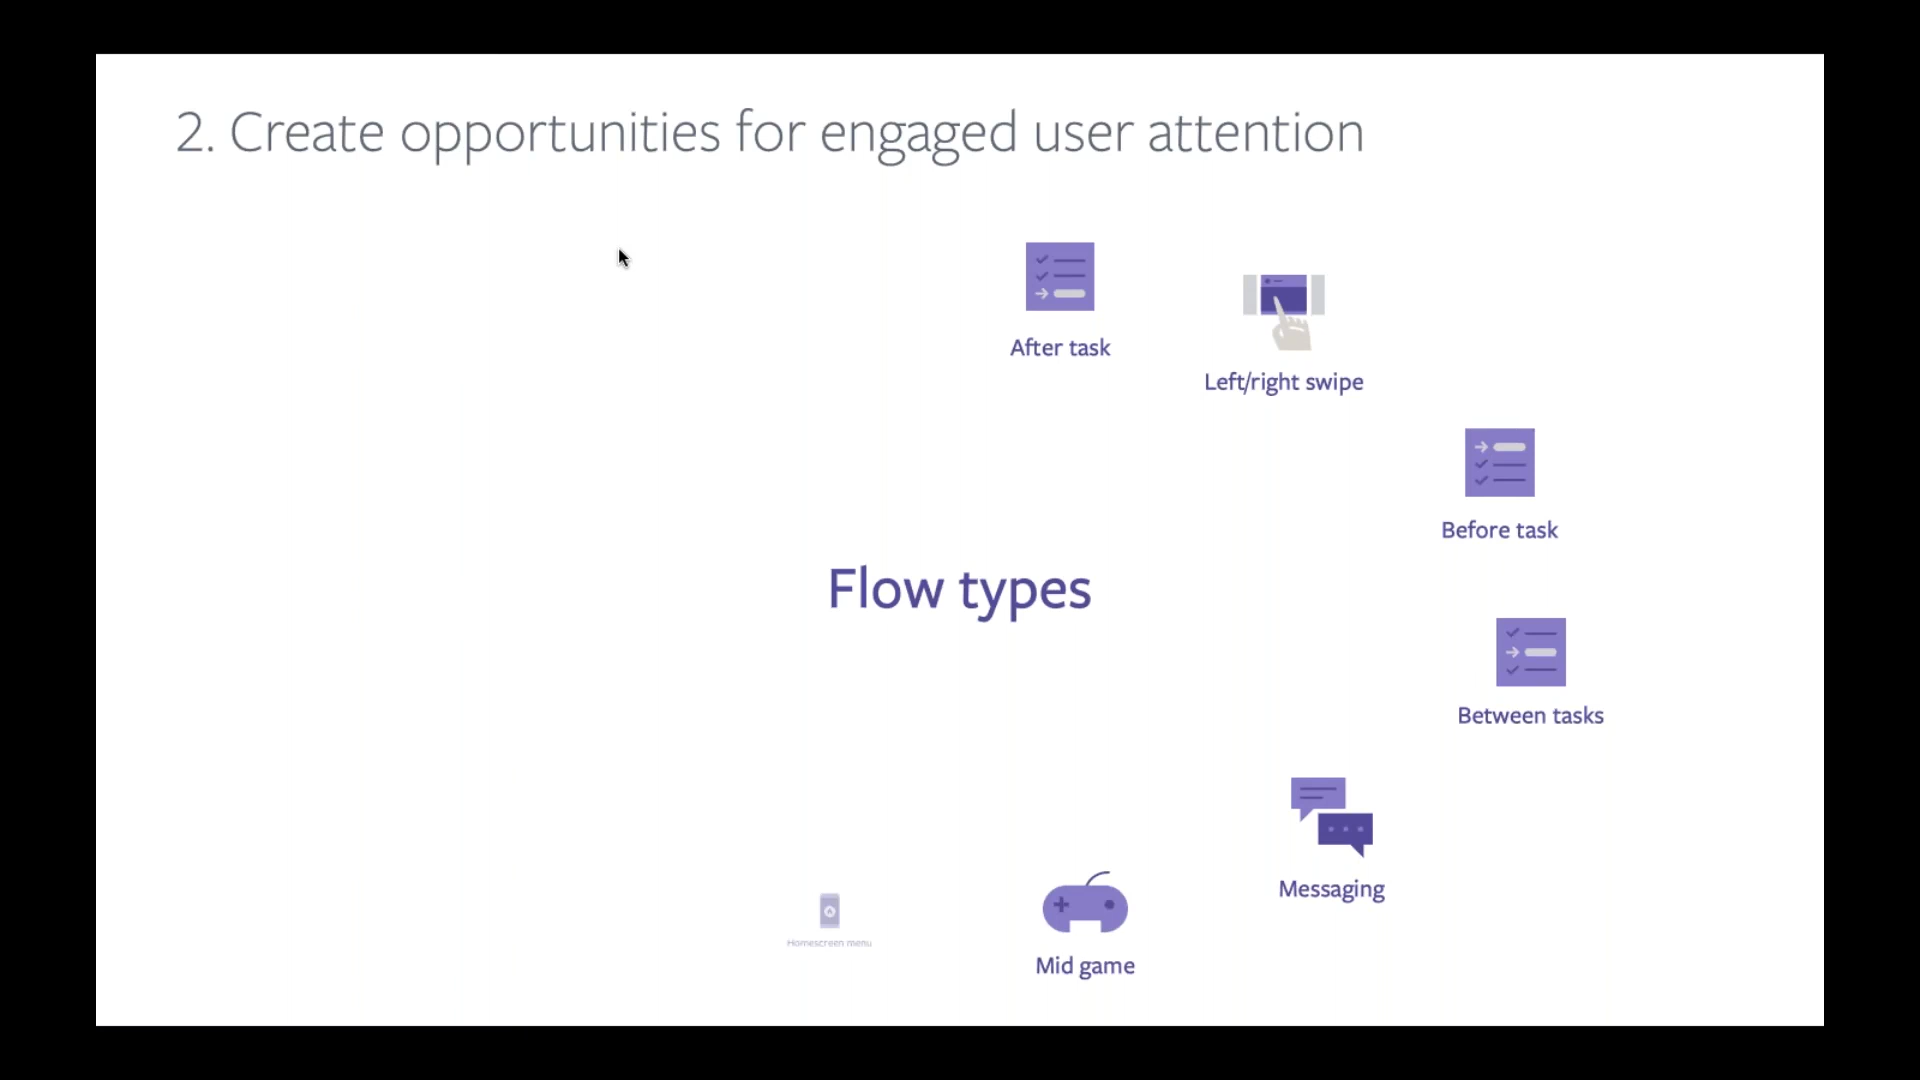 2. Create opportunities for engaged user attention
After task
Left/right swipe
Before task
Flow types
Between tasks
Messaging
Homescreen menu
Mid game